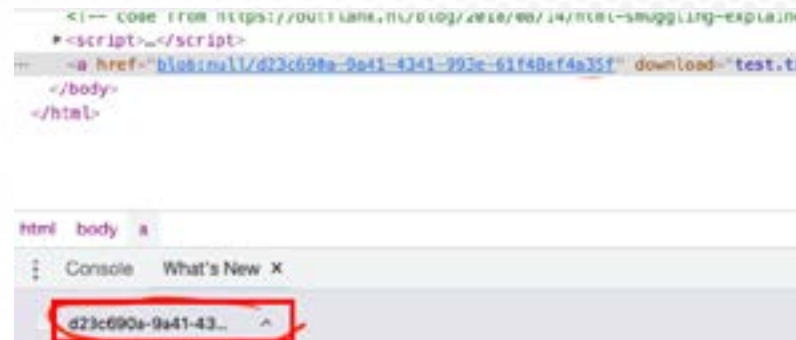 <!-- code from https://outflank.nl/blog/2018/08/14/html-smuggling-explaine
▸<script>…</script>
<a href="blob:null/d23c690a-9a41-4341-993e-61f48ef4a35f" download="test.t
</body>
</html>
html body a
Console What's New ×
d23c690a-9a41-43...